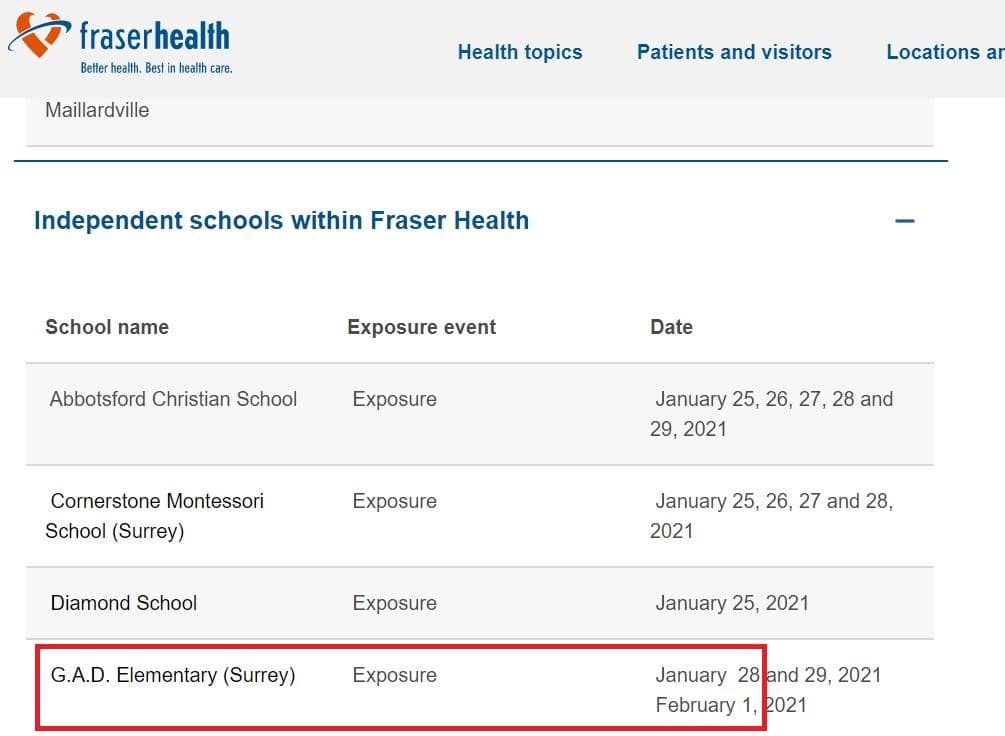 fraserhealth
Better health. Best in health care.
Health topics Patients and visitors Locations ar
Maillardville
Independent schools within Fraser Health
School name Exposure event Date
Abbotsford Christian School Exposure January 25, 26, 27, 28 and
29, 2021
Cornerstone Montessori Exposure January 25, 26, 27 and 28,
School (Surrey) 2021
Diamond School Exposure January 25, 2021
G.A.D. Elementary (Surrey) Exposure January 28 and 29, 2021
February 1, 2021